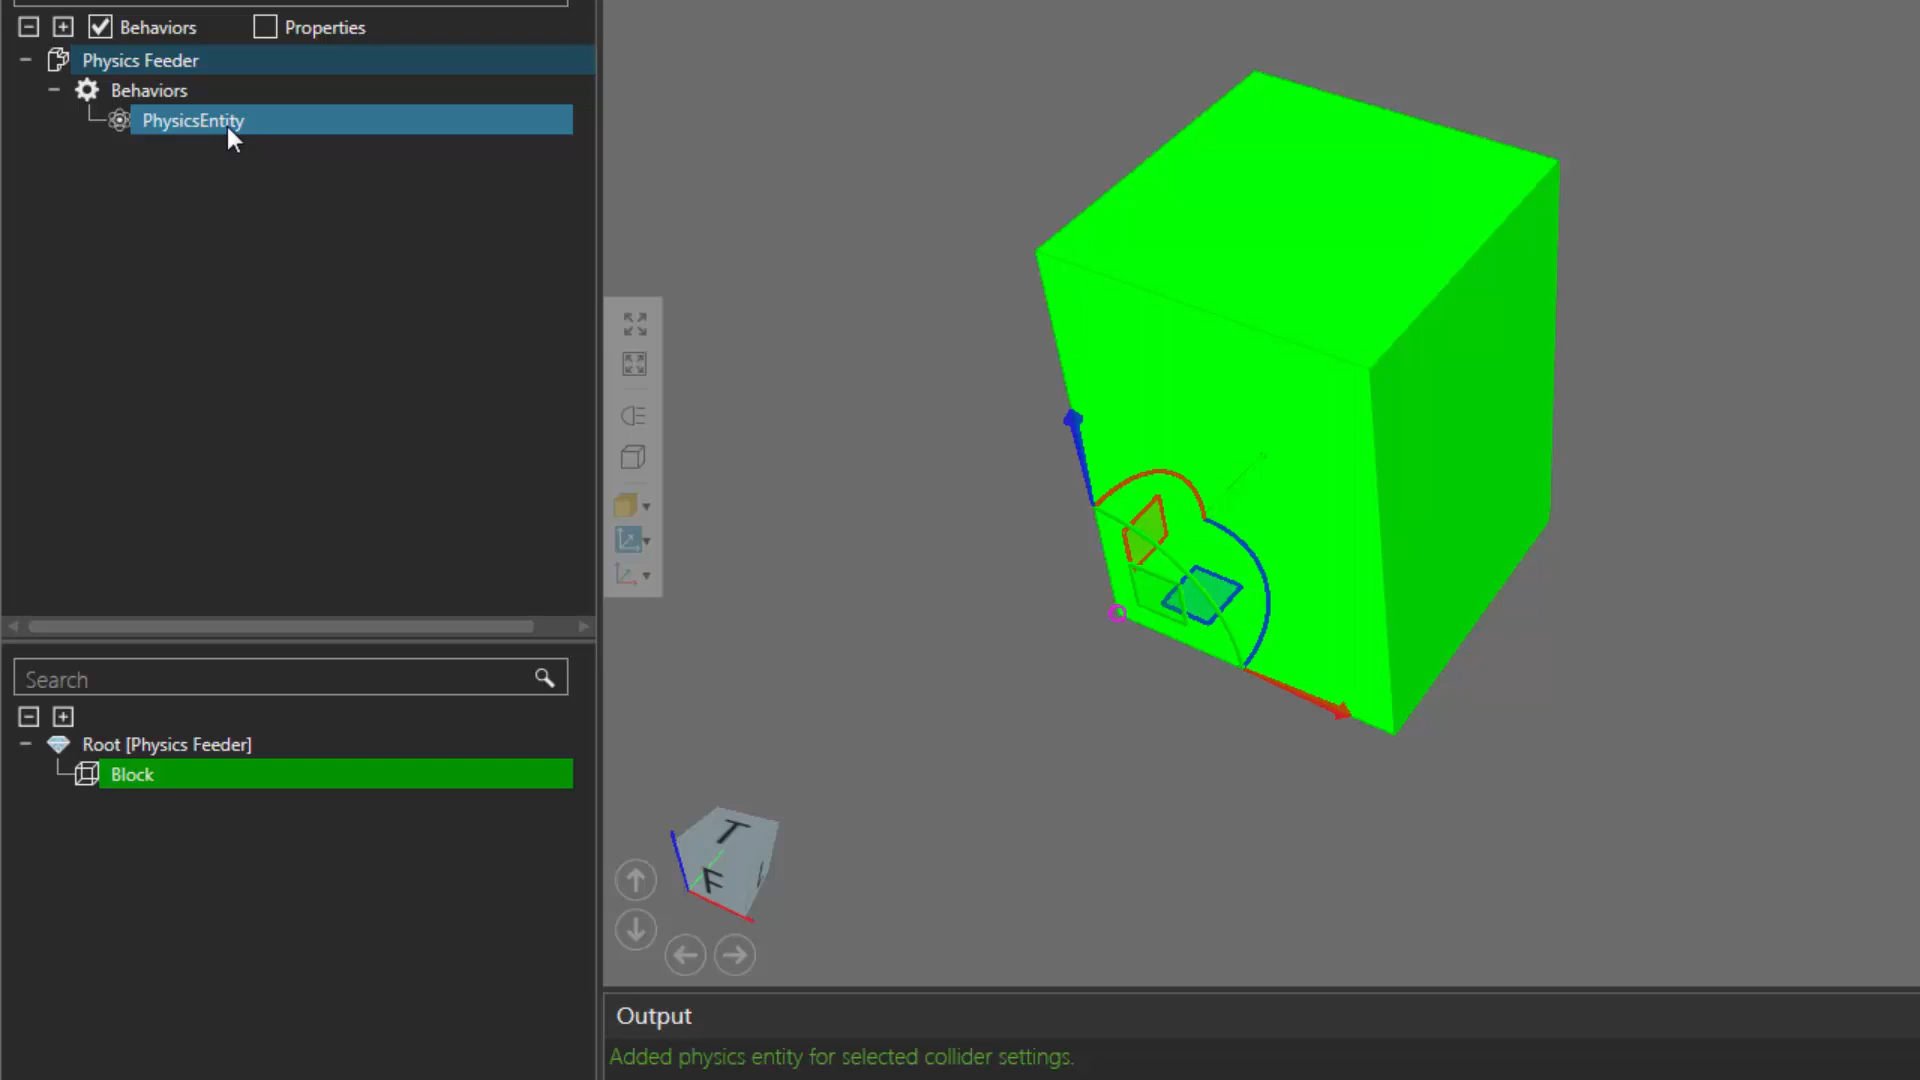 Behaviors
Properties
Physics Feeder
Behaviors
PhysicsEntity
Search
Root [Physics Feeder]
Block
T
F
Output
Added physics entity for selected collider settings.